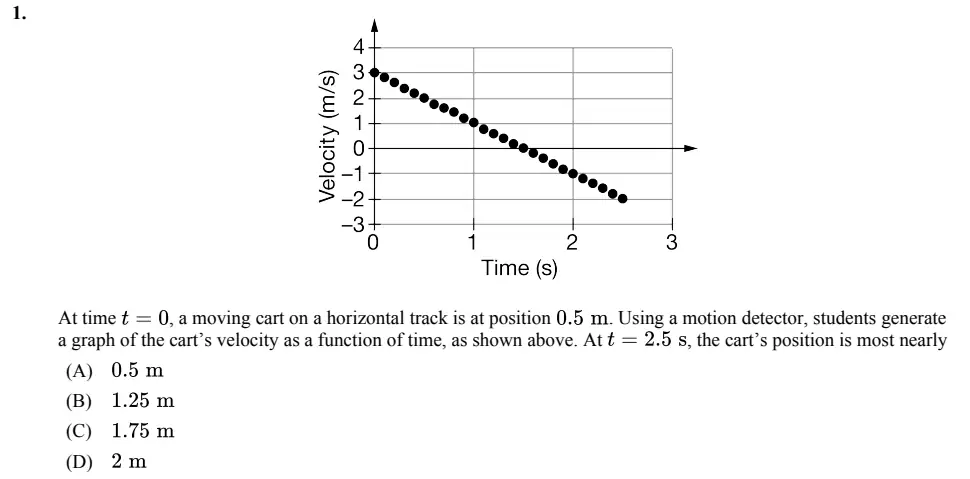 1.
4
3
2
1
0
−1
−2
−3
Velocity (m/s)
0 1 2 3
Time (s)
At time t = 0, a moving cart on a horizontal track is at position 0.5 m. Using a motion detector, students generate
a graph of the cart’s velocity as a function of time, as shown above. At t = 2.5 s, the cart’s position is most nearly
(A) 0.5 m
(B) 1.25 m
(C) 1.75 m
(D) 2 m